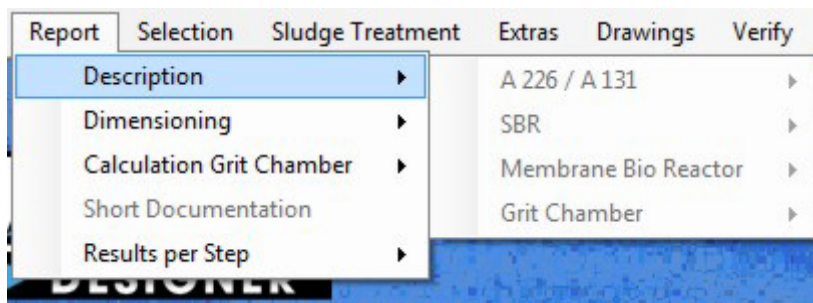 Report Selection Sludge Treatment Extras Drawings Verify
Description
Dimensioning
Calculation Grit Chamber
Short Documentation
Results per Step
A 226 / A 131
SBR
Membrane Bio Reactor
Grit Chamber
DESIGNER